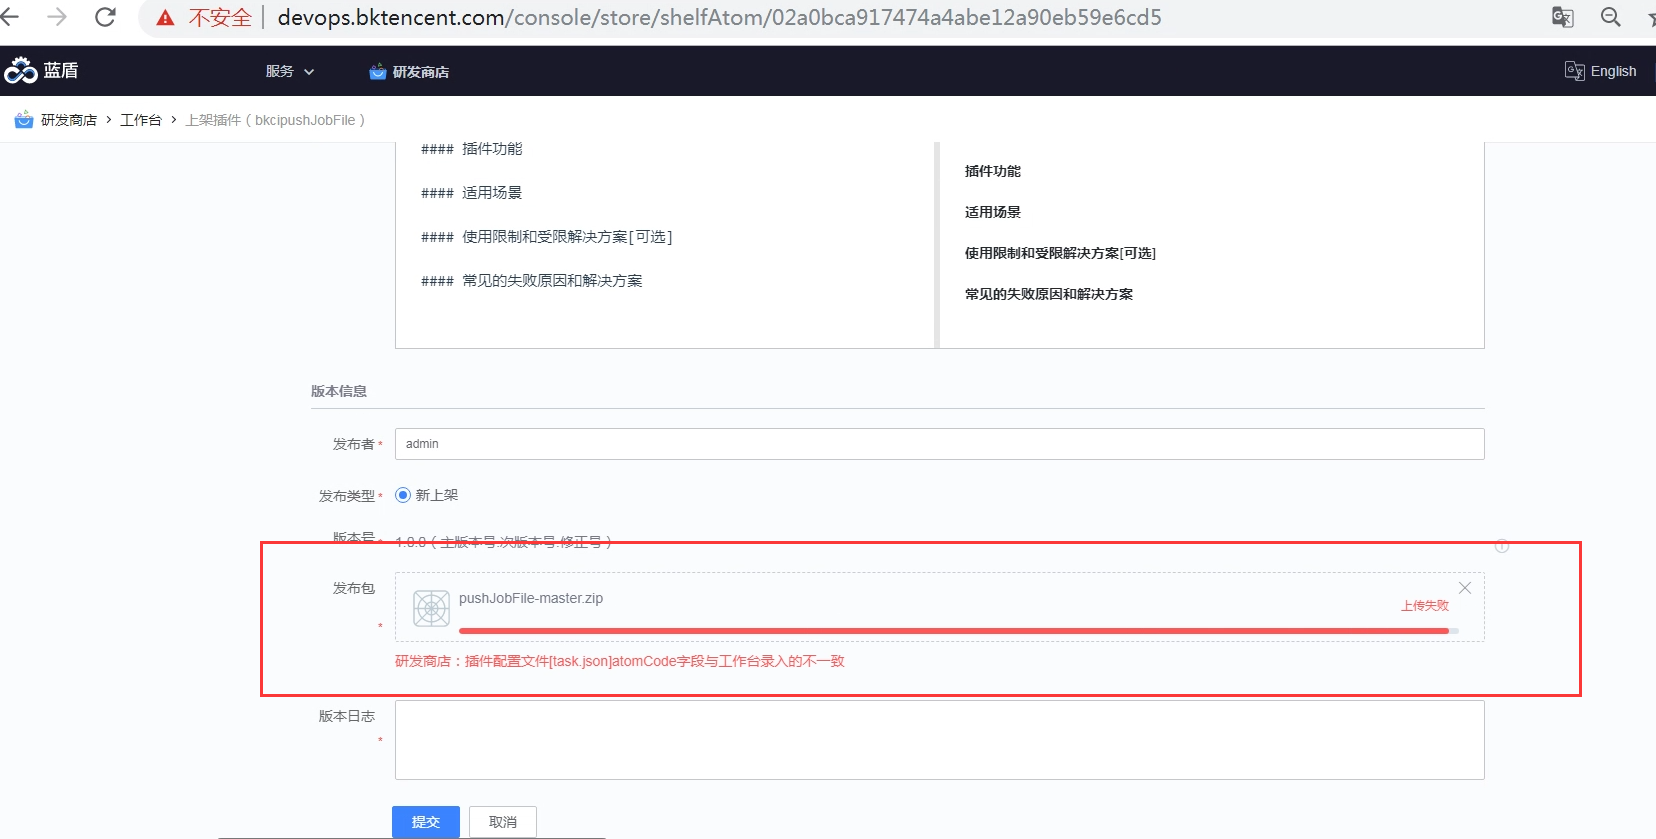 不安全 devops.bktencent.com/console/store/shelfAtom/02a0bca917474a4abe12a90eb59e6cd5
蓝盾 服务 研发商店 English
研发商店 > 工作台 > 上架插件（bkcipushJobFile）
#### 插件功能
#### 适用场景
#### 使用限制和受限解决方案[可选]
#### 常见的失败原因和解决方案
插件功能
适用场景
使用限制和受限解决方案[可选]
常见的失败原因和解决方案
版本信息
发布者 * admin
发布类型 * 新上架
版本号 * 1.0.0（主版本号.次版本号.修正号）
发布包 *
pushJobFile-master.zip
上传失败
研发商店：插件配置文件[task.json]atomCode字段与工作台录入的不一致
版本日志 *
提交 取消